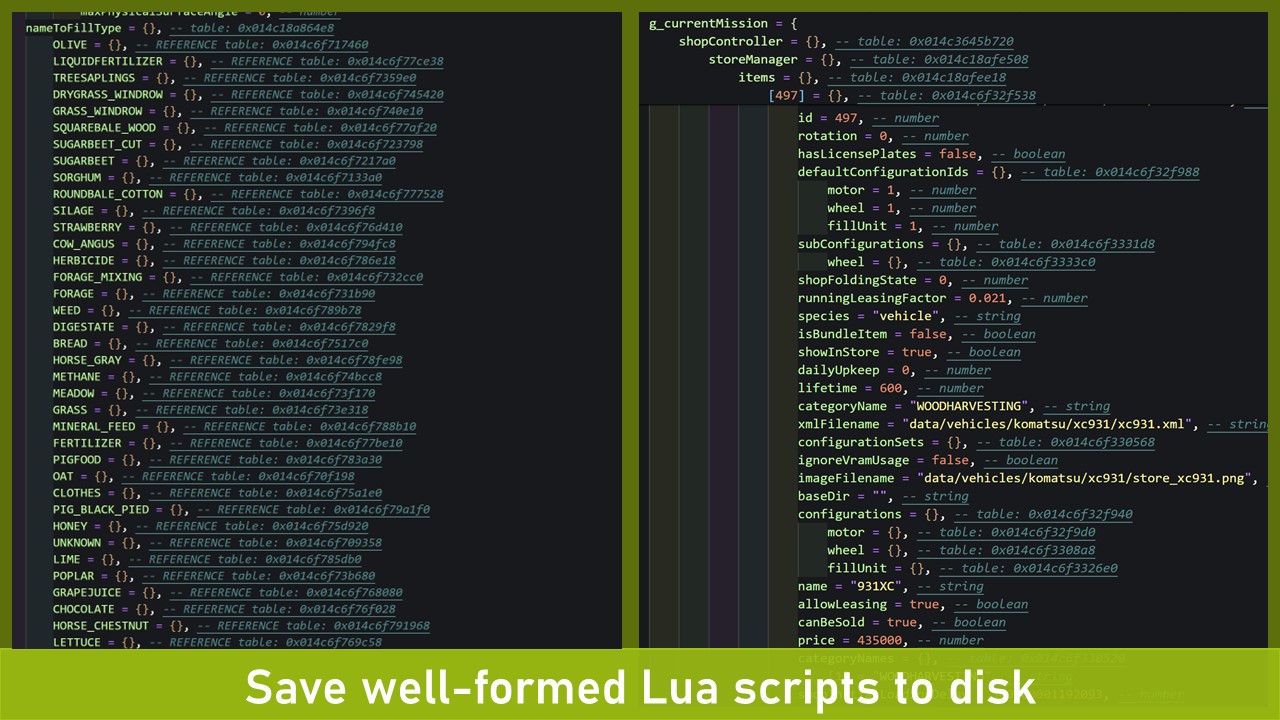 maxPhysicalSurfaceAngle = 0, -- number
nameToFillType = {}, -- table: 0x014c18a864e8
OLIVE = {}, -- REFERENCE table: 0x014c6f717460
LIQUIDFERTILIZER = {}, -- REFERENCE table: 0x014c6f77ce38
TREESAPLINGS = {}, -- REFERENCE table: 0x014c6f7359e0
DRYGRASS_WINDROW = {}, -- REFERENCE table: 0x014c6f745420
GRASS_WINDROW = {}, -- REFERENCE table: 0x014c6f740e10
SQUAREBALE_WOOD = {}, -- REFERENCE table: 0x014c6f77af20
SUGARBEET_CUT = {}, -- REFERENCE table: 0x014c6f723798
SUGARBEET = {}, -- REFERENCE table: 0x014c6f7217a0
SORGHUM = {}, -- REFERENCE table: 0x014c6f7133a0
ROUNDBALE_COTTON = {}, -- REFERENCE table: 0x014c6f777528
SILAGE = {}, -- REFERENCE table: 0x014c6f7396f8
STRAWBERRY = {}, -- REFERENCE table: 0x014c6f76d410
COW_ANGUS = {}, -- REFERENCE table: 0x014c6f794fc8
HERBICIDE = {}, -- REFERENCE table: 0x014c6f786e18
FORAGE_MIXING = {}, -- REFERENCE table: 0x014c6f732cc0
FORAGE = {}, -- REFERENCE table: 0x014c6f731b90
WEED = {}, -- REFERENCE table: 0x014c6f789b78
DIGESTATE = {}, -- REFERENCE table: 0x014c6f7829f8
BREAD = {}, -- REFERENCE table: 0x014c6f7517c0
HORSE_GRAY = {}, -- REFERENCE table: 0x014c6f78fe98
METHANE = {}, -- REFERENCE table: 0x014c6f74bcc8
MEADOW = {}, -- REFERENCE table: 0x014c6f73f170
GRASS = {}, -- REFERENCE table: 0x014c6f73e318
MINERAL_FEED = {}, -- REFERENCE table: 0x014c6f788b10
FERTILIZER = {}, -- REFERENCE table: 0x014c6f77be10
PIGFOOD = {}, -- REFERENCE table: 0x014c6f783a30
OAT = {}, -- REFERENCE table: 0x014c6f70f198
CLOTHES = {}, -- REFERENCE table: 0x014c6f75a1e0
PIG_BLACK_PIED = {}, -- REFERENCE table: 0x014c6f79a1f0
HONEY = {}, -- REFERENCE table: 0x014c6f75d920
UNKNOWN = {}, -- REFERENCE table: 0x014c6f709358
LIME = {}, -- REFERENCE table: 0x014c6f785db0
POPLAR = {}, -- REFERENCE table: 0x014c6f73b680
GRAPEJUICE = {}, -- REFERENCE table: 0x014c6f768080
CHOCOLATE = {}, -- REFERENCE table: 0x014c6f76f028
HORSE_CHESTNUT = {}, -- REFERENCE table: 0x014c6f791968
LETTUCE = {}, -- REFERENCE table: 0x014c6f769c58
g_currentMission = {
shopController = {}, -- table: 0x014c3645b720
storeManager = {}, -- table: 0x014c18afe508
items = {}, -- table: 0x014c18afee18
[497] = {}, -- table: 0x014c6f32f538
id = 497, -- number
rotation = 0, -- number
hasLicensePlates = false, -- boolean
defaultConfigurationIds = {}, -- table: 0x014c6f32f988
motor = 1, -- number
wheel = 1, -- number
fillUnit = 1, -- number
subConfigurations = {}, -- table: 0x014c6f3331d8
wheel = {}, -- table: 0x014c6f3333c0
shopFoldingState = 0, -- number
runningLeasingFactor = 0.021, -- number
species = "vehicle", -- string
isBundleItem = false, -- boolean
showInStore = true, -- boolean
dailyUpkeep = 0, -- number
lifetime = 600, -- number
categoryName = "WOODHARVESTING", -- string
xmlFilename = "data/vehicles/komatsu/xc931/xc931.xml", -- strin
configurationSets = {}, -- table: 0x014c6f330568
ignoreVramUsage = false, -- boolean
imageFilename = "data/vehicles/komatsu/xc931/store_xc931.png",
baseDir = "", -- string
configurations = {}, -- table: 0x014c6f32f940
motor = {}, -- table: 0x014c6f32f9d0
wheel = {}, -- table: 0x014c6f3308a8
fillUnit = {}, -- table: 0x014c6f3326e0
name = "931XC", -- string
allowLeasing = true, -- boolean
canBeSold = true, -- boolean
price = 435000, -- number
categoryNames = {}, -- table:
Save well-formed Lua scripts to disk